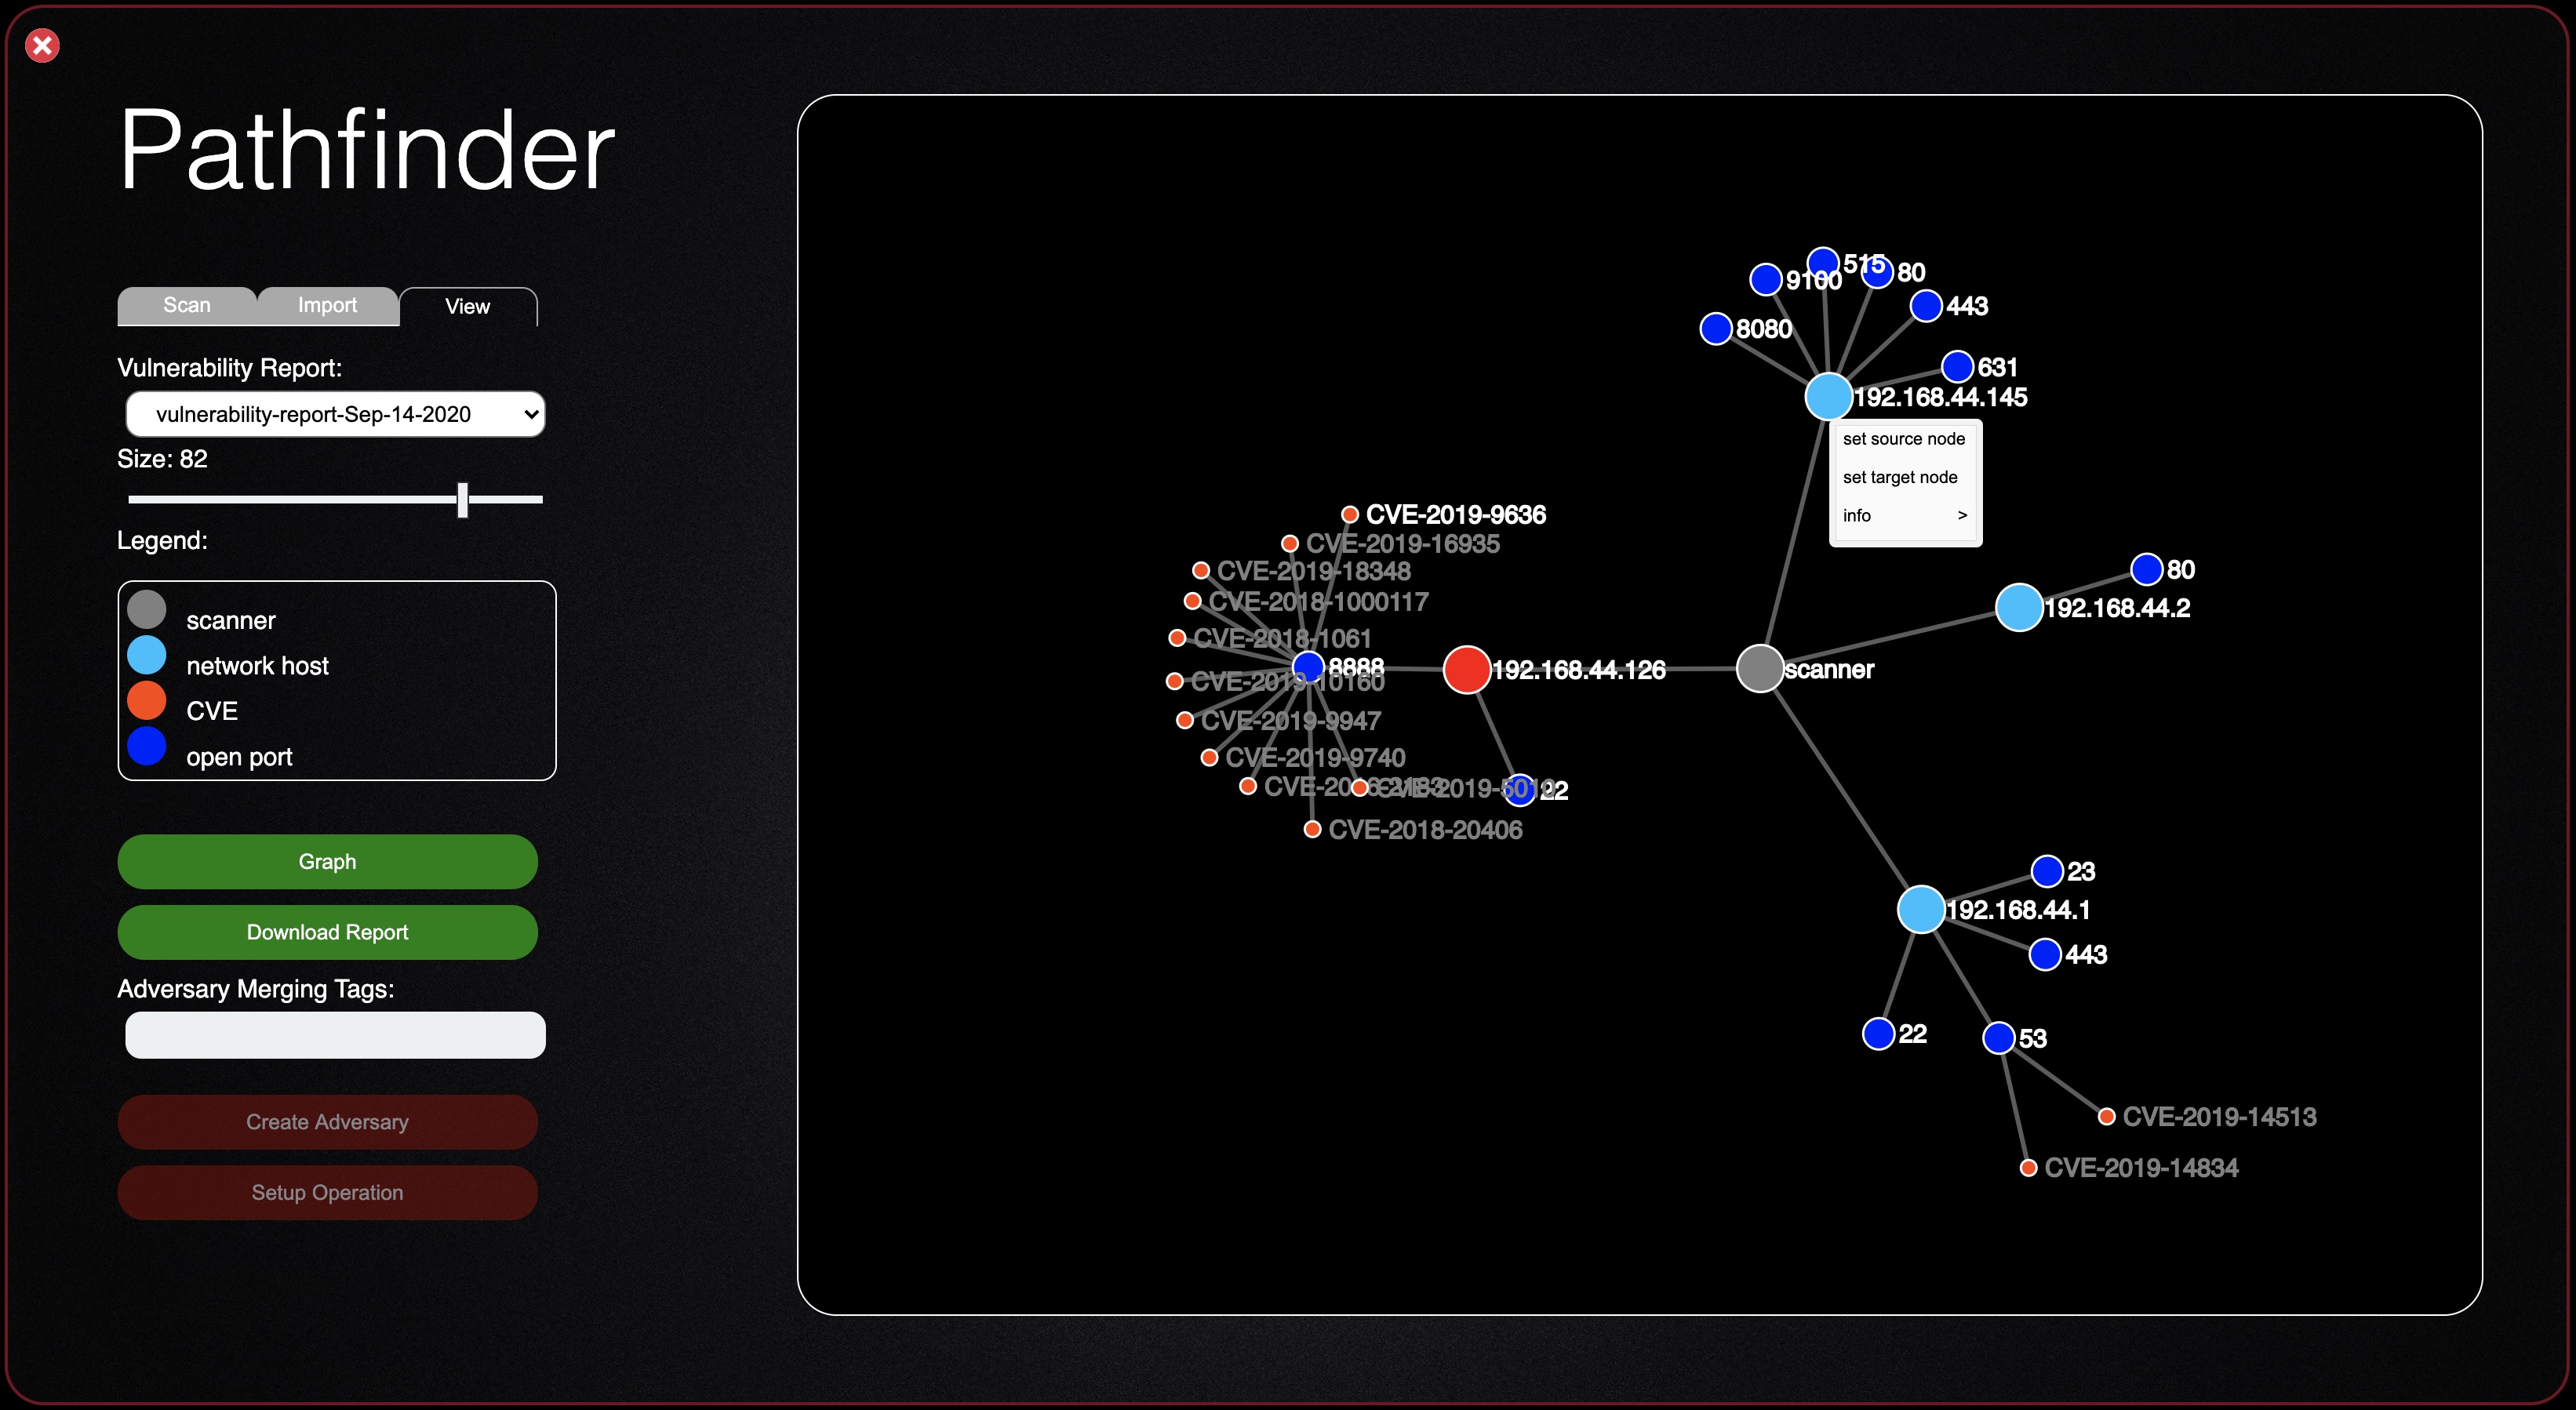 Pathfinder
Scan
Import
View
Vulnerability Report:
vulnerability-report-Sep-14-2020
Size: 82
Legend:
scanner
network host
CVE
open port
Graph
Download Report
Adversary Merging Tags:
Create Adversary
Setup Operation
515
80
9100
443
8080
631
192.168.44.145
set source node
set target node
info >
CVE-2019-9636
CVE-2019-16935
CVE-2019-18348
CVE-2018-1000117
CVE-2018-1061
8888
CVE-2019-10160
CVE-2019-9947
CVE-2019-9740
CVE-2019-5010
CVE-2018-20406
192.168.44.126
22
scanner
80
192.168.44.2
23
192.168.44.1
443
22
53
CVE-2019-14513
CVE-2019-14834